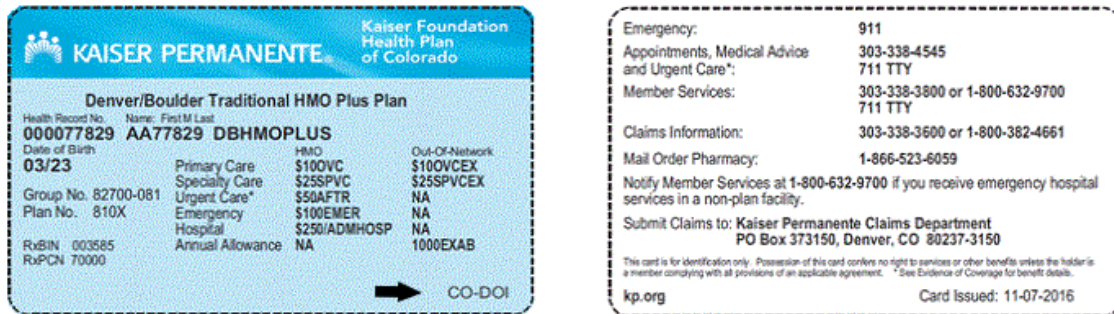 KAISER PERMANENTE®
Kaiser Foundation
Health Plan
of Colorado
Denver/Boulder Traditional HMO Plus Plan
Health Record No. Name: First M Last
000077829 AA77829 DBHMOPLUS
Date of Birth HMO Out-Of-Network
03/23 Primary Care $10OVC $10OVCEX
Specialty Care $25SPVC $25SPVCEX
Group No. 82700-081 Urgent Care* $50AFTR NA
Plan No. 810X Emergency $100EMER NA
Hospital $250/ADMHOSP NA
RxBIN 003585 Annual Allowance NA 1000EXAB
RxPCN 70000
CO-DOI
Emergency: 911
Appointments, Medical Advice 303-338-4545
and Urgent Care*: 711 TTY
Member Services: 303-338-3800 or 1-800-632-9700
711 TTY
Claims Information: 303-338-3600 or 1-800-382-4661
Mail Order Pharmacy: 1-866-523-6059
Notify Member Services at 1-800-632-9700 if you receive emergency hospital
services in a non-plan facility.
Submit Claims to: Kaiser Permanente Claims Department
PO Box 373150, Denver, CO 80237-3150
This card is for identification only. Possession of this card confers no right to services or other benefits unless the holder is
a member complying with all provisions of an applicable agreement. * See Evidence of Coverage for benefit details.
kp.org Card Issued: 11-07-2016